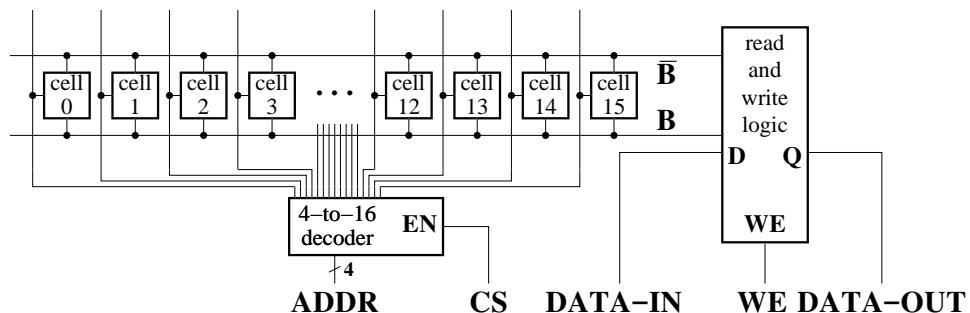 read
and
write
logic
B̅
cell
0
cell
1
cell
2
cell
3
...
cell
12
cell
13
cell
14
cell
15
B
D Q
4−to−16
decoder
EN
WE
4
ADDR CS DATA−IN WE DATA−OUT